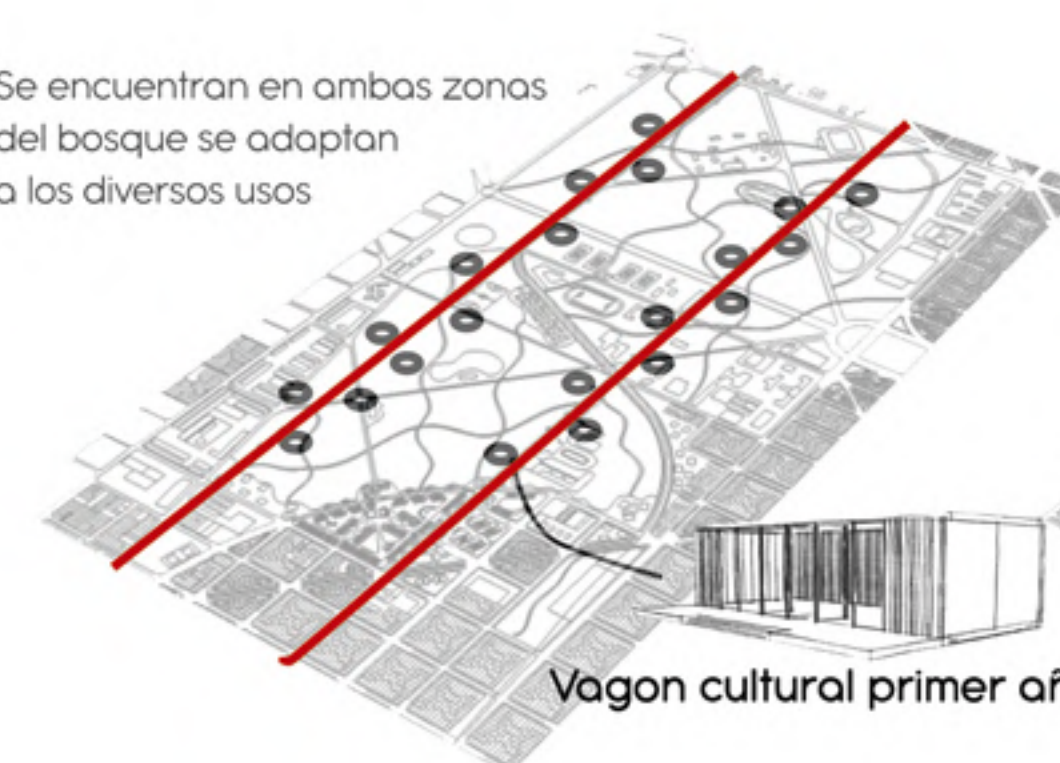 Se encuentran en ambas zonas
del bosque se adaptan
a los diversos usos
Vagon cultural primer